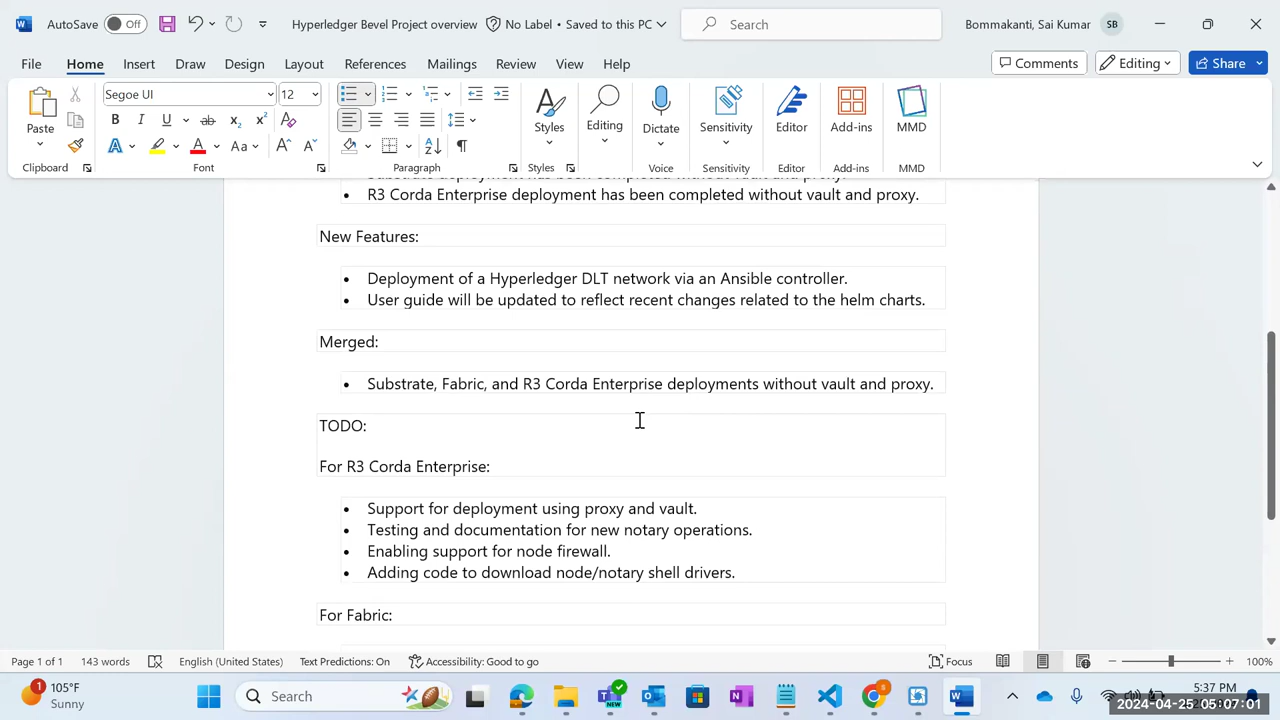 AutoSave Off Hyperledger Bevel Project overview No Label • Saved to this PC Search Bommakanti, Sai Kumar SB
File Home Insert Draw Design Layout References Mailings Review View Help Comments Editing Share
Segoe UI 12
Paste Styles Editing Dictate Sensitivity Editor Add-ins MMD
Clipboard Font Paragraph Styles Voice Sensitivity Editor Add-ins MMD
• R3 Corda Enterprise deployment has been completed without vault and proxy.
New Features:
• Deployment of a Hyperledger DLT network via an Ansible controller.
• User guide will be updated to reflect recent changes related to the helm charts.
Merged:
• Substrate, Fabric, and R3 Corda Enterprise deployments without vault and proxy.
TODO:
For R3 Corda Enterprise:
• Support for deployment using proxy and vault.
• Testing and documentation for new notary operations.
• Enabling support for node firewall.
• Adding code to download node/notary shell drivers.
For Fabric:
Page 1 of 1 143 words English (United States) Text Predictions: On Accessibility: Good to go Focus 100%
1 105°F
Sunny
Search
NEW
6
5:37 PM
2024-04-25 05:07:01